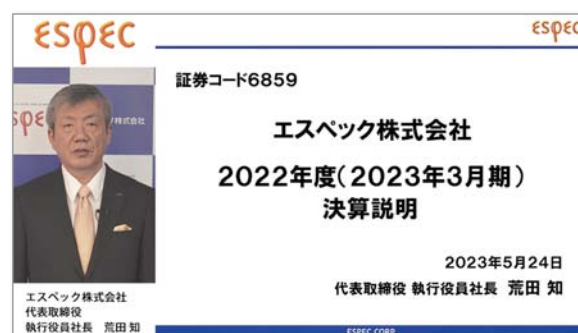 ESPEC
ESPEC
証券コード6859
エスペック株式会社
2022年度(2023年3月期)
決算説明
2023年5月24日
代表取締役 執行役員社長 荒田 知
エスペック株式会社
代表取締役
執行役員社長 荒田 知
ESPEC CORP.